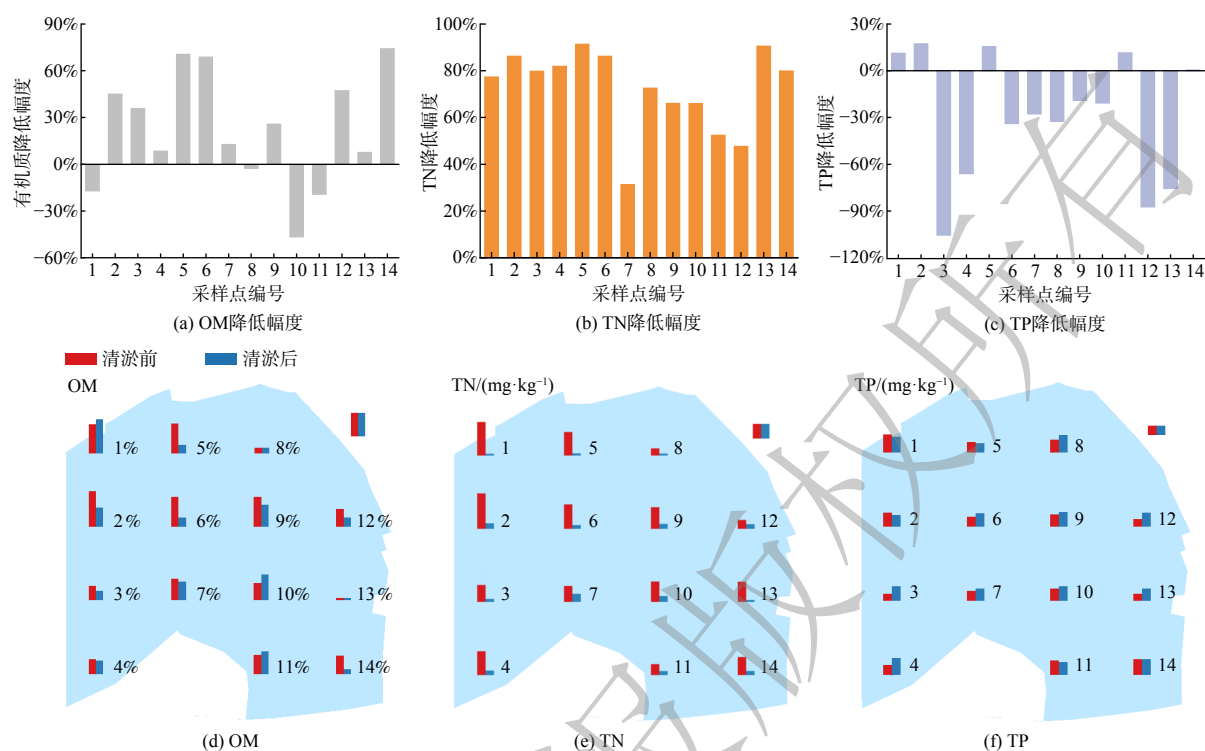 90%
60%
30%
0%
−30%
−60%
有机质降低幅度
1 2 3 4 5 6 7 8 9 10 11 12 13 14
采样点编号
(a) OM降低幅度
100%
80%
60%
40%
20%
0%
TN降低幅度
1 2 3 4 5 6 7 8 9 10 11 12 13 14
采样点编号
(b) TN降低幅度
30%
0%
−30%
−60%
−90%
−120%
TP降低幅度
1 2 3 4 5 6 7 8 9 10 11 12 13 14
采样点编号
(c) TP降低幅度
清淤前 清淤后
OM
1% 5% 8%
2% 6% 9% 12%
3% 7% 10% 13%
4% 11% 14%
(d) OM
TN/(mg·kg⁻¹)
1 5 8
2 6 9 12
3 7 10 13
4 11 14
(e) TN
TP/(mg·kg⁻¹)
1 5 8
2 6 9 12
3 7 10 13
4 11 14
(f) TP
版权所有